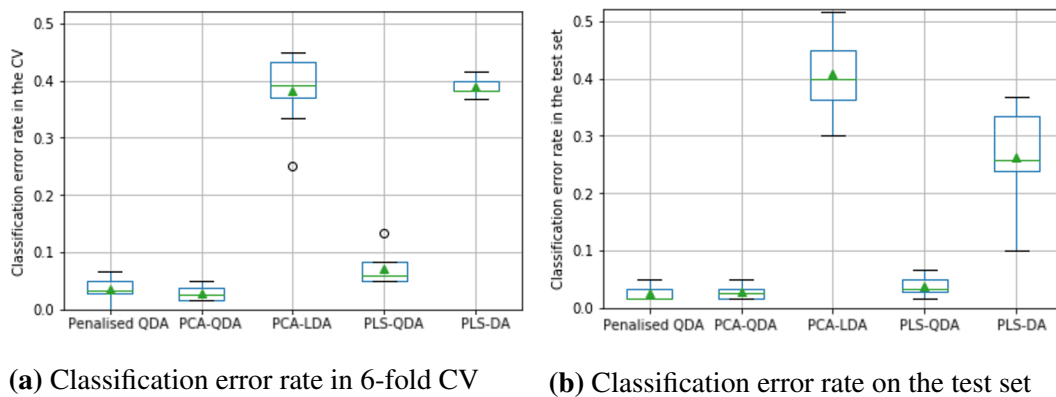 Classification error rate in the CV
0.5
0.4
0.3
0.2
0.1
0.0
Penalised QDA PCA-QDA PCA-LDA PLS-QDA PLS-DA
(a) Classification error rate in 6-fold CV
Classification error rate in the test set
0.5
0.4
0.3
0.2
0.1
0.0
Penalised QDA PCA-QDA PCA-LDA PLS-QDA PLS-DA
(b) Classification error rate on the test set